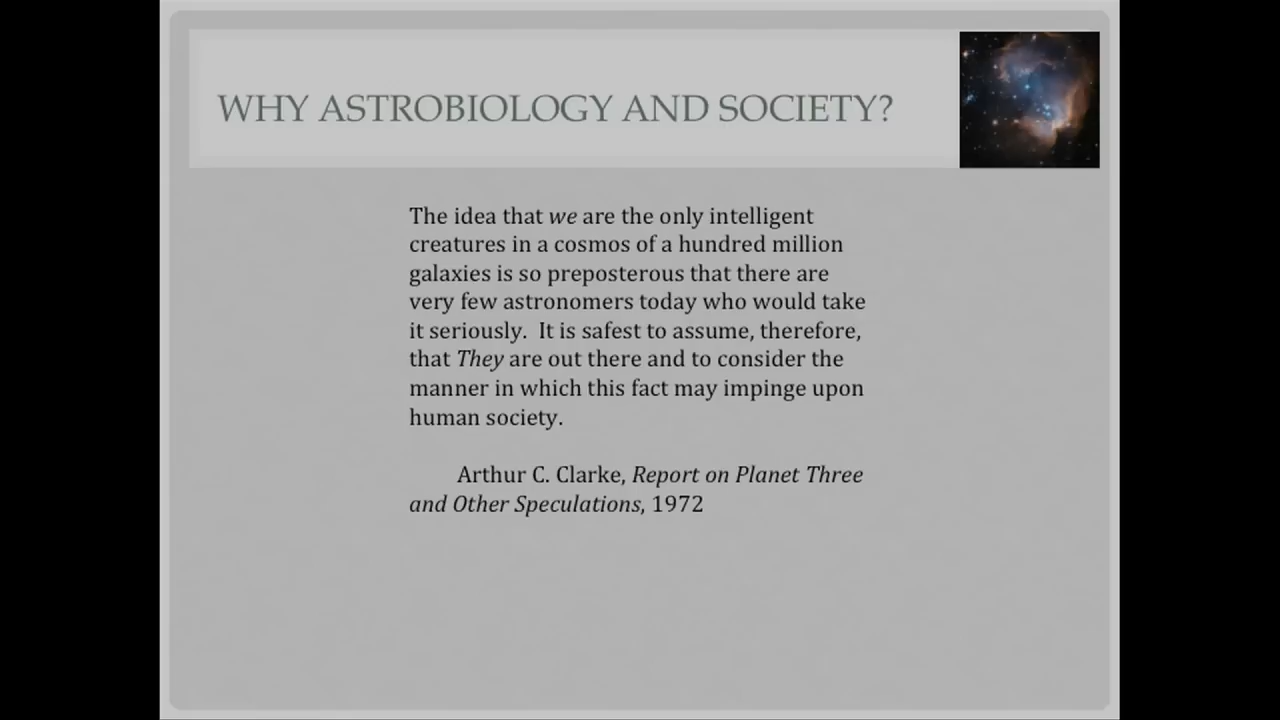 WHY ASTROBIOLOGY AND SOCIETY?
The idea that we are the only intelligent
creatures in a cosmos of a hundred million
galaxies is so preposterous that there are
very few astronomers today who would take
it seriously.  It is safest to assume, therefore,
that They are out there and to consider the
manner in which this fact may impinge upon
human society.
Arthur C. Clarke, Report on Planet Three
and Other Speculations, 1972